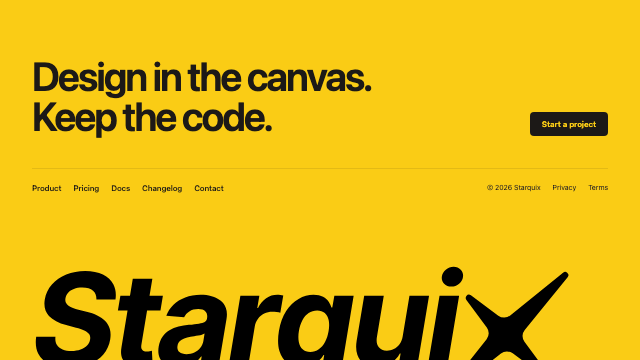 Design in the canvas.
Keep the code.
Start a project
Product Pricing Docs Changelog Contact
© 2026 Starquix Privacy Terms
Starquix